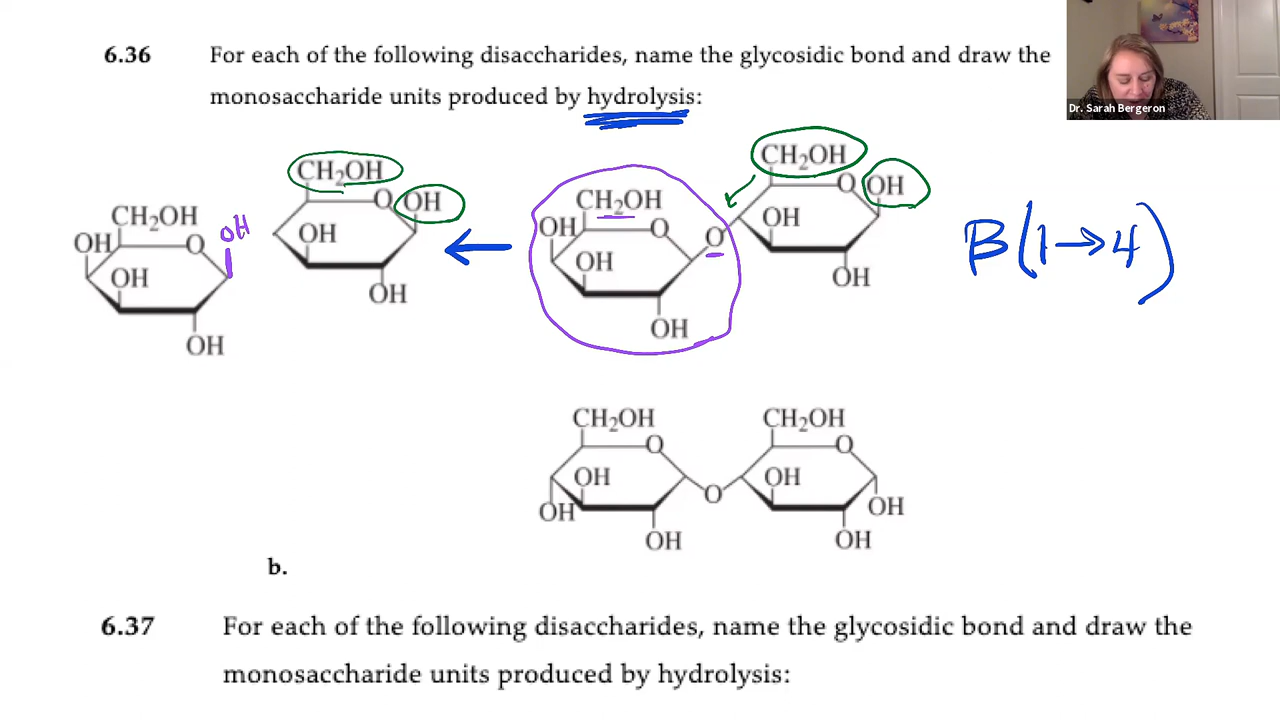 6.36 For each of the following disaccharides, name the glycosidic bond and draw the
monosaccharide units produced by hydrolysis:
Dr. Sarah Bergeron
CH₂OH
OH
O
OH
OH
OH
CH₂OH
O
OH
OH
OH
CH₂OH
OH
O
OH
OH
O
CH₂OH
O
OH
OH
OH
B(1→4)
CH₂OH
O
OH
OH
OH
O
CH₂OH
O
OH
OH
OH
b.
6.37 For each of the following disaccharides, name the glycosidic bond and draw the
monosaccharide units produced by hydrolysis: